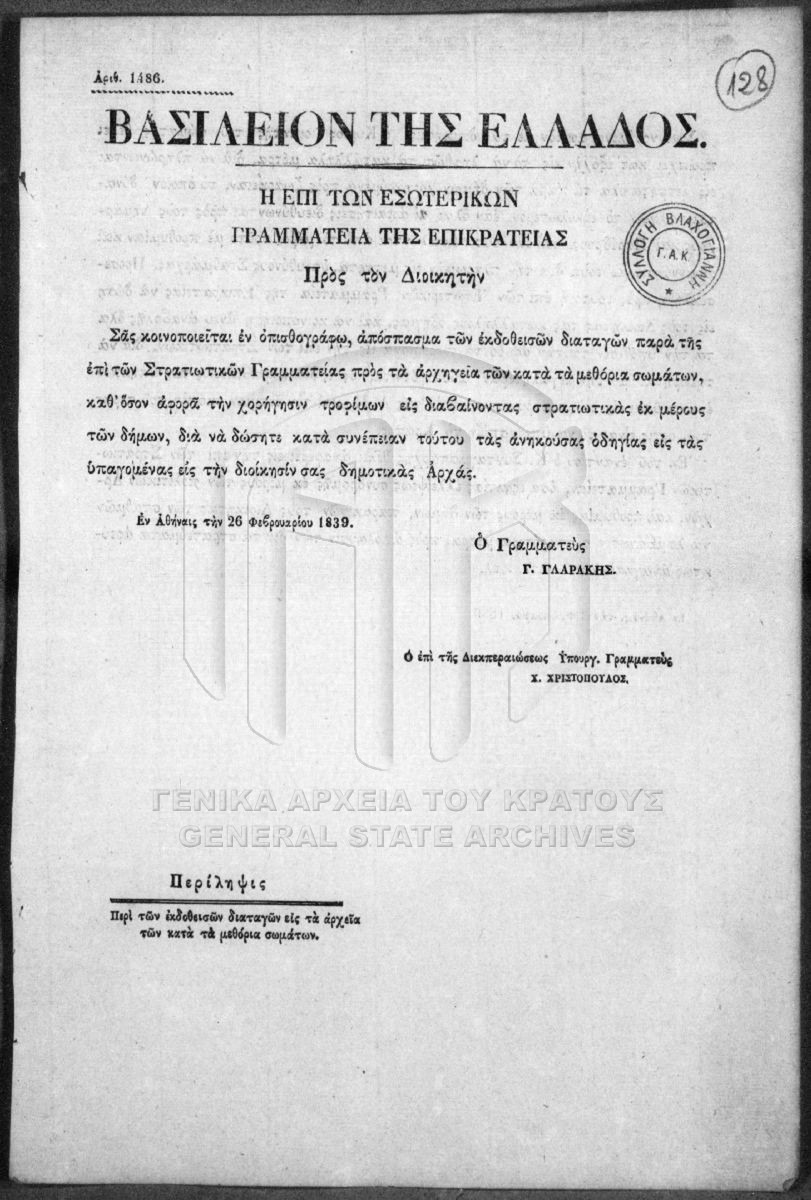 Ἀριθ. 1486.
128
ΒΑΣΙΛΕΙΟΝ ΤΗΣ ΕΛΛΑΔΟΣ.
Η ΕΠΙ ΤΩΝ ΕΣΩΤΕΡΙΚΩΝ
ΓΡΑΜΜΑΤΕΙΑ ΤΗΣ ΕΠΙΚΡΑΤΕΙΑΣ
ΣΥΛΛΟΓΗ ΒΛΑΧΟΓΙΑΝΝΗ
Γ.Α.Κ.
Πρὸς τὸν Διοικητὴν
Σᾶς κοινοποιεῖται ἐν ὀπισθογράφῳ, ἀπόσπασμα τῶν ἐκδοθεισῶν διαταγῶν παρὰ τῆς
ἐπὶ τῶν Στρατιωτικῶν Γραμματείας πρὸς τὰ ἀρχηγεῖα τῶν κατὰ τὰ μεθόρια σωμάτων,
καθ' ὅσον ἀφορᾷ τὴν χορήγησιν τροφίμων εἰς διαβαίνοντας στρατιωτικὰς ἐκ μέρους
τῶν δήμων, διὰ νὰ δώσητε κατὰ συνέπειαν τούτου τὰς ἀνηκούσας ὁδηγίας εἰς τὰς
ὑπαγομένας εἰς τὴν διοίκησίν σας δημοτικὰς Ἀρχάς.
Ἐν Ἀθήναις τὴν 26 Φεβρουαρίου 1839.
Ὁ Γραμματεὺς
Γ. ΓΛΑΡΑΚΗΣ.
Ὁ ἐπὶ τῆς Διεκπεραιώσεως Ὑπουργ. Γραμματεὺς
Χ. ΧΡΙΣΤΟΠΟΥΛΟΣ.
ΓΕΝΙΚΑ ΑΡΧΕΙΑ ΤΟΥ ΚΡΑΤΟΥΣ
GENERAL STATE ARCHIVES
Περίληψις
Περὶ τῶν ἐκδοθεισῶν διαταγῶν εἰς τὰ ἀρχεῖα
τῶν κατὰ τὰ μεθόρια σωμάτων.